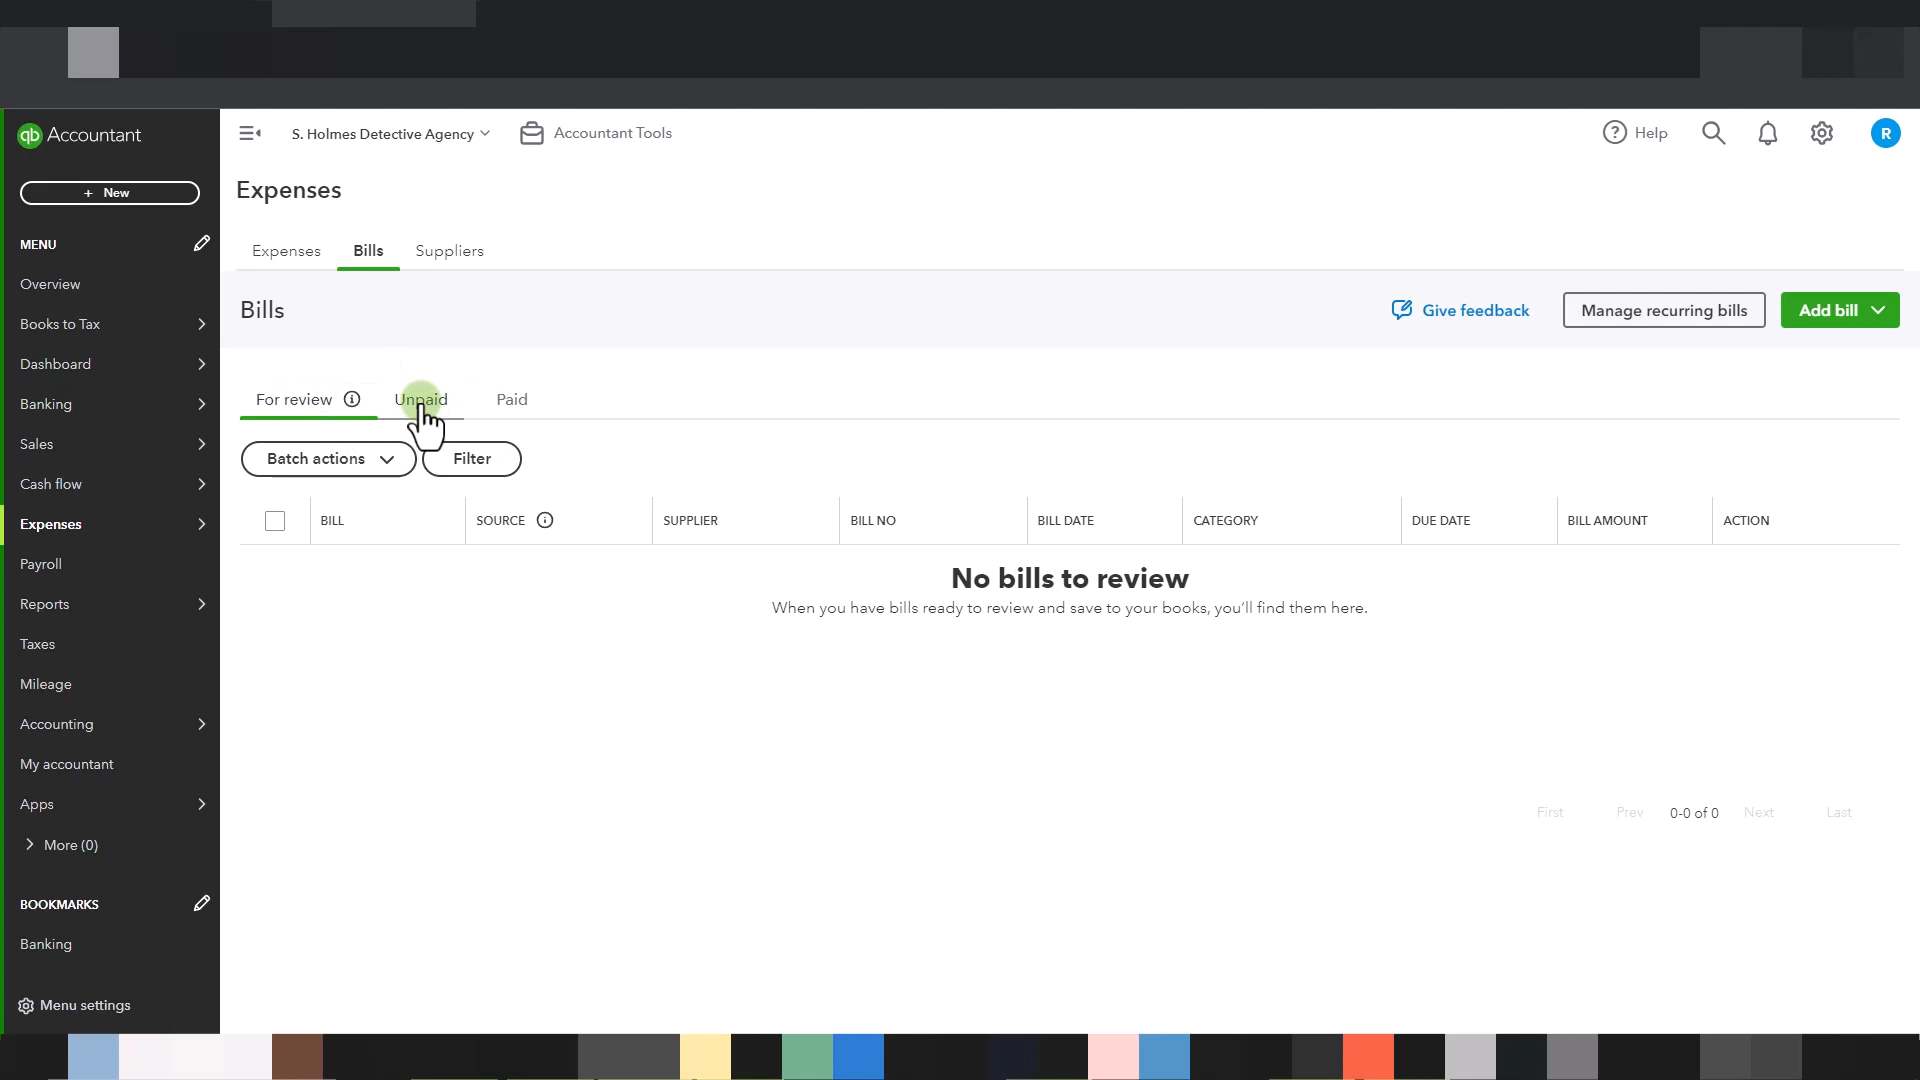 qb Accountant
S. Holmes Detective Agency
Accountant Tools
? Help
R
+ New
MENU
Overview
Books to Tax
Dashboard
Banking
Sales
Cash flow
Expenses
Payroll
Reports
Taxes
Mileage
Accounting
My accountant
Apps
More (0)
BOOKMARKS
Banking
Menu settings
Expenses
Expenses Bills Suppliers
Bills
Give feedback
Manage recurring bills
Add bill
For review Unpaid Paid
Batch actions
Filter
BILL SOURCE SUPPLIER BILL NO BILL DATE CATEGORY DUE DATE BILL AMOUNT ACTION
No bills to review
When you have bills ready to review and save to your books, you'll find them here.
First Prev 0-0 of 0 Next Last